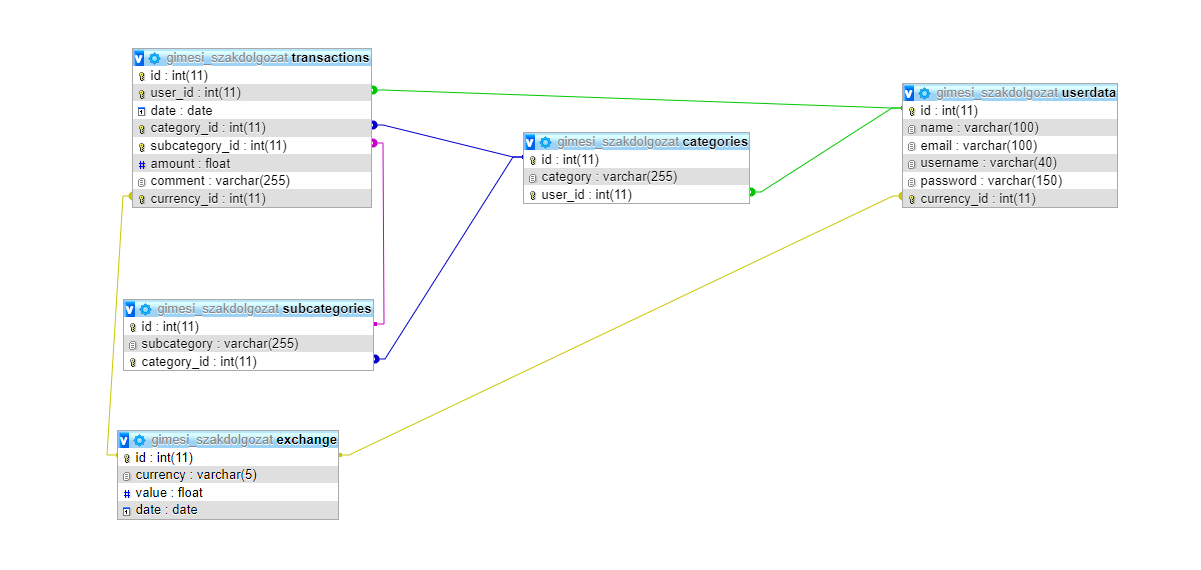 gimesi_szakdolgozat transactions
id : int(11)
user_id : int(11)
date : date
category_id : int(11)
subcategory_id : int(11)
amount : float
comment : varchar(255)
currency_id : int(11)
gimesi_szakdolgozat categories
id : int(11)
category : varchar(255)
user_id : int(11)
gimesi_szakdolgozat userdata
id : int(11)
name : varchar(100)
email : varchar(100)
username : varchar(40)
password : varchar(150)
currency_id : int(11)
gimesi_szakdolgozat subcategories
id : int(11)
subcategory : varchar(255)
category_id : int(11)
gimesi_szakdolgozat exchange
id : int(11)
currency : varchar(5)
# value : float
date : date